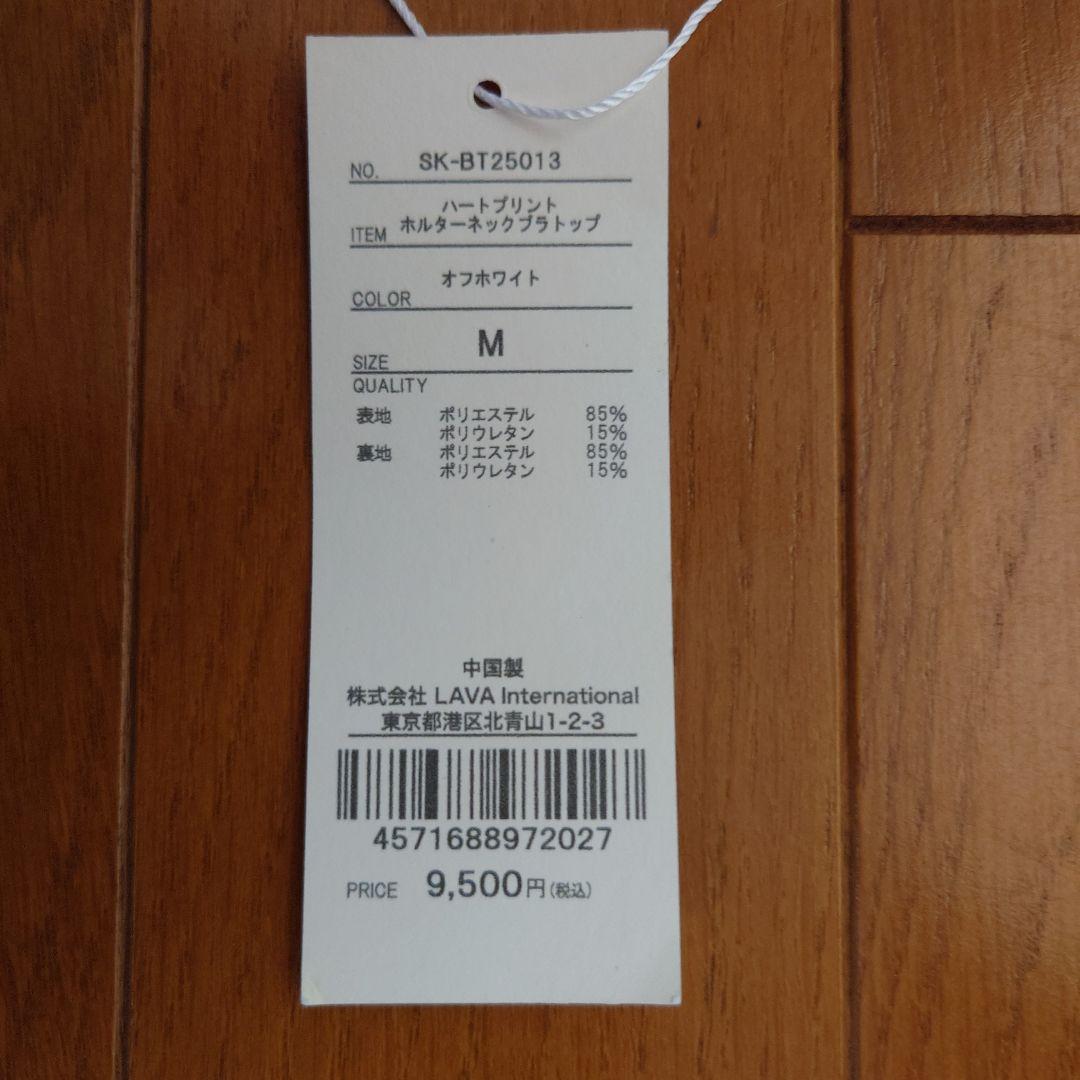 NO. SK-BT25013
ハートプリント
ITEM ホルターネックブラトップ
COLOR オフホワイト
SIZE M
QUALITY
表地 ポリエステル 85%
ポリウレタン 15%
裏地 ポリエステル 85%
ポリウレタン 15%
中国製
株式会社 LAVA International
東京都港区北青山1-2-3
4571688972027
PRICE 9,500円(税込)